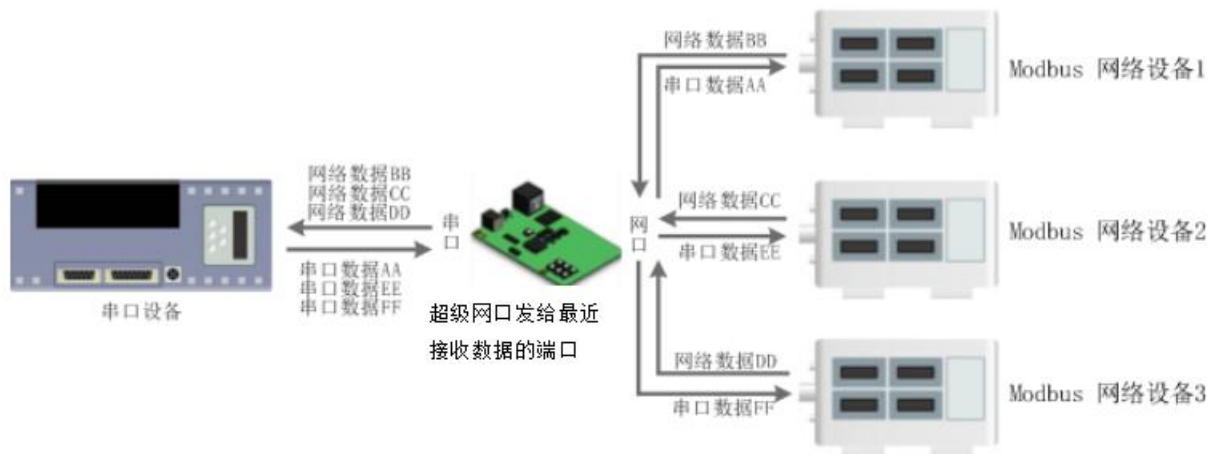 网络数据BB
串口数据AA
Modbus 网络设备1
网络数据BB
网络数据CC
网络数据DD
串口
网口
网络数据CC
串口数据EE
Modbus 网络设备2
串口数据AA
串口数据EE
串口数据FF
串口设备
超级网口发给最近
接收数据的端口
网络数据DD
串口数据FF
Modbus 网络设备3